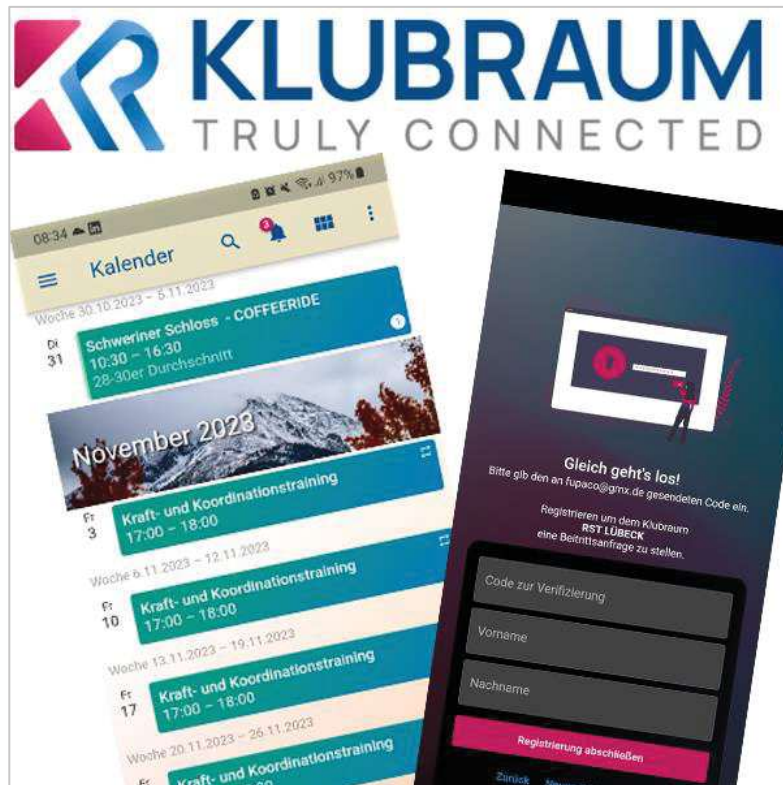 KLUBRAUM
TRULY CONNECTED
08:34
97%
Kalender
3
Woche 30.10.2023 – 5.11.2023
Di
31
Schweriner Schloss - COFFEERIDE
10:30 – 16:30
28-30er Durchschnitt
1
November 2023
Fr
3
Kraft- und Koordinationstraining
17:00 – 18:00
Woche 6.11.2023 – 12.11.2023
Fr
10
Kraft- und Koordinationstraining
17:00 – 18:00
Woche 13.11.2023 – 19.11.2023
Fr
17
Kraft- und Koordinationstraining
17:00 – 18:00
Woche 20.11.2023 – 26.11.2023
Fr
Kraft- und Koordinationstraining
Gleich geht's los!
Bitte gib den an fupaco@gmx.de gesendeten Code ein.
Registrieren um dem Klubraum
RST LÜBECK
eine Beitrittsanfrage zu stellen.
Code zur Verifizierung
Vorname
Nachname
Registrierung abschließen
Zurück